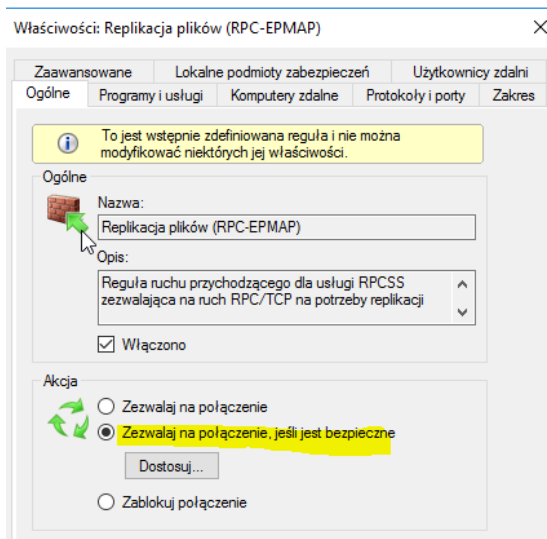 Właściwości: Replikacja plików (RPC-EPMAP)
Zaawansowane Lokalne podmioty zabezpieczeń Użytkownicy zdalni
Ogólne Programy i usługi Komputery zdalne Protokoły i porty Zakres
To jest wstępnie zdefiniowana reguła i nie można
modyfikować niektórych jej właściwości.
Ogólne
Nazwa:
Replikacja plików (RPC-EPMAP)
Opis:
Reguła ruchu przychodzącego dla usługi RPCSS
zezwalająca na ruch RPC/TCP na potrzeby replikacji
Włączono
Akcja
Zezwalaj na połączenie
Zezwalaj na połączenie, jeśli jest bezpieczne
Dostosuj...
Zablokuj połączenie